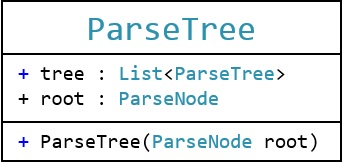 ParseTree
+ tree : List<ParseTree>
+ root : ParseNode
+ ParseTree(ParseNode root)